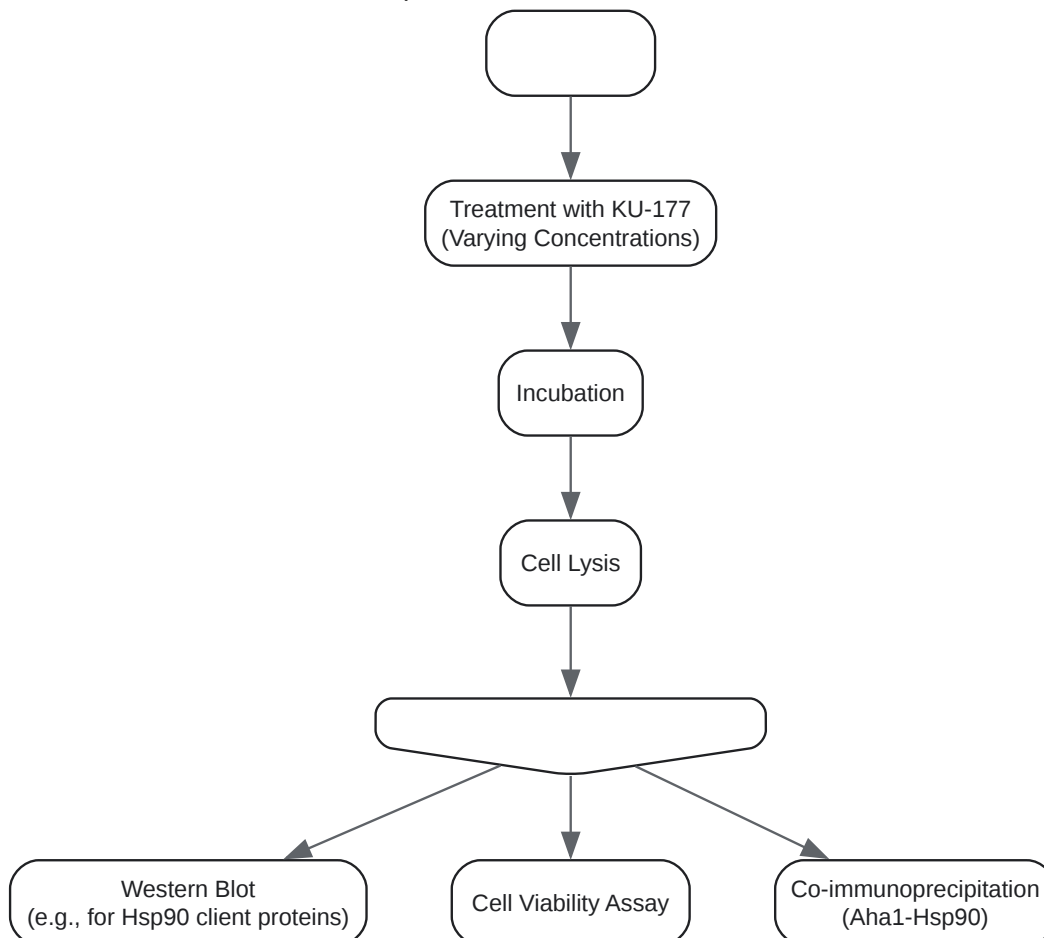 Treatment with KU-177
(Varying Concentrations)
Incubation
Cell Lysis
Western Blot
(e.g., for Hsp90 client proteins)
Cell Viability Assay
Co-immunoprecipitation
(Aha1-Hsp90)